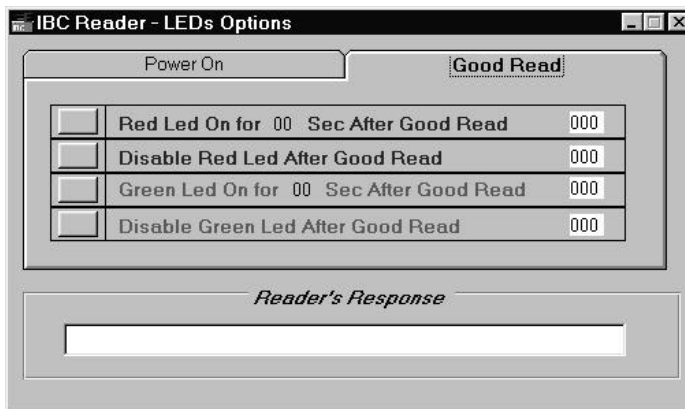 IBC Reader - LEDs Options
Power On Good Read
Red Led On for 00 Sec After Good Read 000
Disable Red Led After Good Read 000
Green Led On for 00 Sec After Good Read 000
Disable Green Led After Good Read 000
Reader's Response